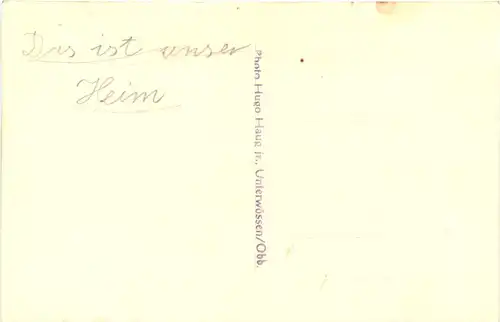 Das ist unser
Heim
Photo Hugo Haug jr., Unterwössen/Obb.